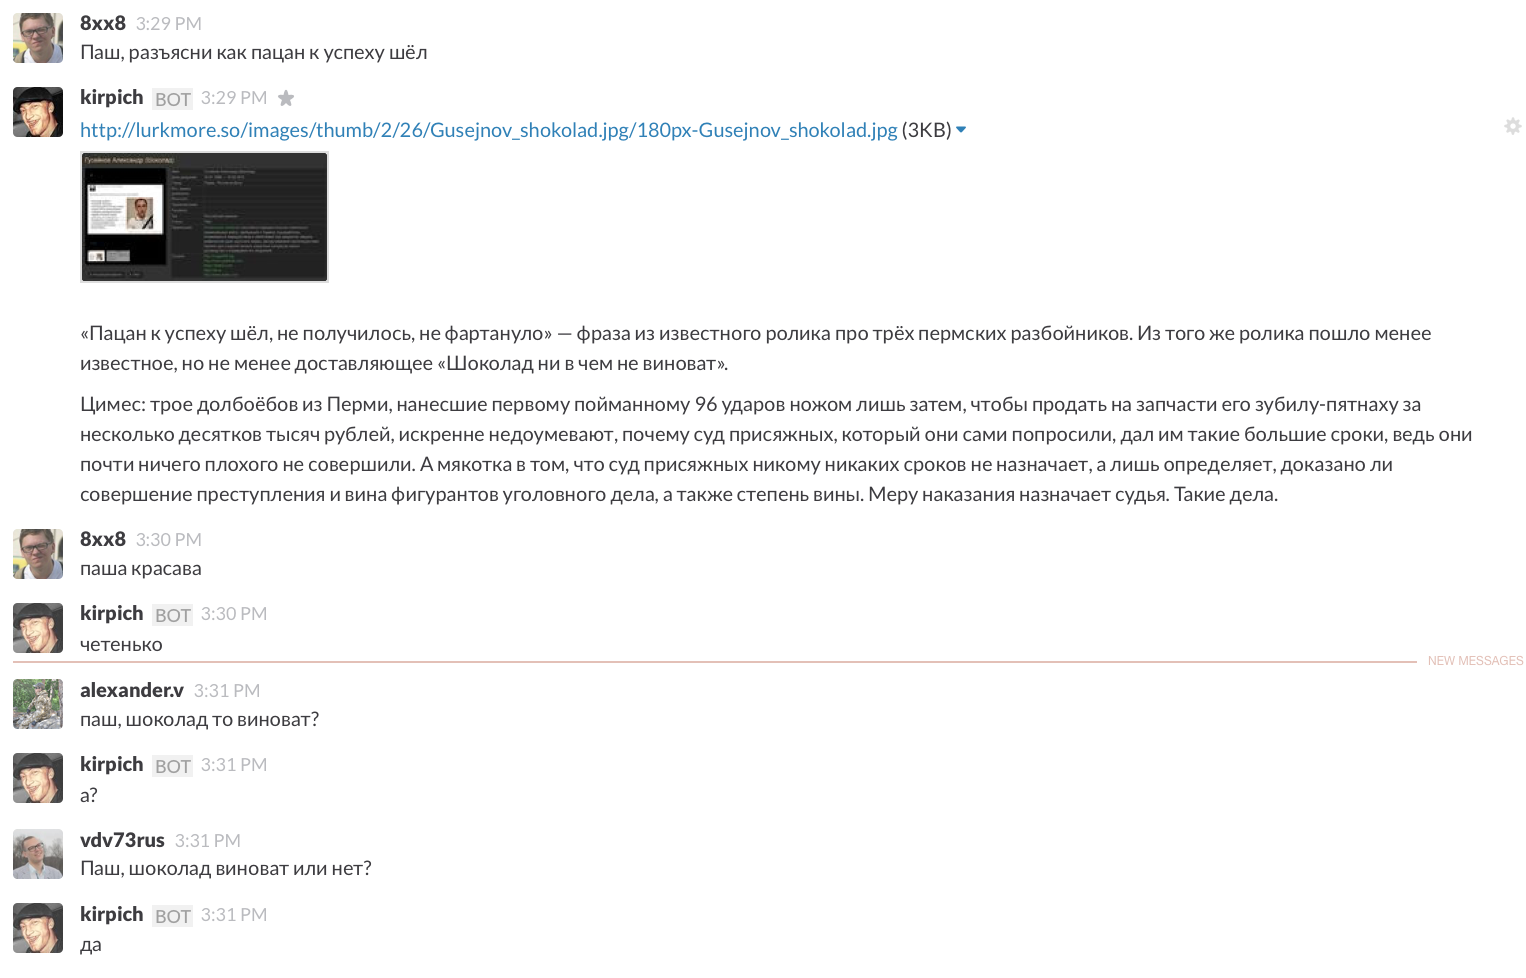 8xx8 3:29 PM
Паш, разъясни как пацан к успеху шёл
kirpich BOT 3:29 PM
http://lurkmore.so/images/thumb/2/26/Gusejnov_shokolad.jpg/180px-Gusejnov_shokolad.jpg (3KB)
Гусейнов Александр (Шоколад)
«Пацан к успеху шёл, не получилось, не фартануло» — фраза из известного ролика про трёх пермских разбойников. Из того же ролика пошло менее
известное, но не менее доставляющее «Шоколад ни в чем не виноват».
Цимес: трое долбоёбов из Перми, нанесшие первому пойманному 96 ударов ножом лишь затем, чтобы продать на запчасти его зубилу-пятнаху за
несколько десятков тысяч рублей, искренне недоумевают, почему суд присяжных, который они сами попросили, дал им такие большие сроки, ведь они
почти ничего плохого не совершили. А мякотка в том, что суд присяжных никому никаких сроков не назначает, а лишь определяет, доказано ли
совершение преступления и вина фигурантов уголовного дела, а также степень вины. Меру наказания назначает судья. Такие дела.
8xx8 3:30 PM
паша красава
kirpich BOT 3:30 PM
четенько
NEW MESSAGES
alexander.v 3:31 PM
паш, шоколад то виноват?
kirpich BOT 3:31 PM
а?
vdv73rus 3:31 PM
Паш, шоколад виноват или нет?
kirpich BOT 3:31 PM
да